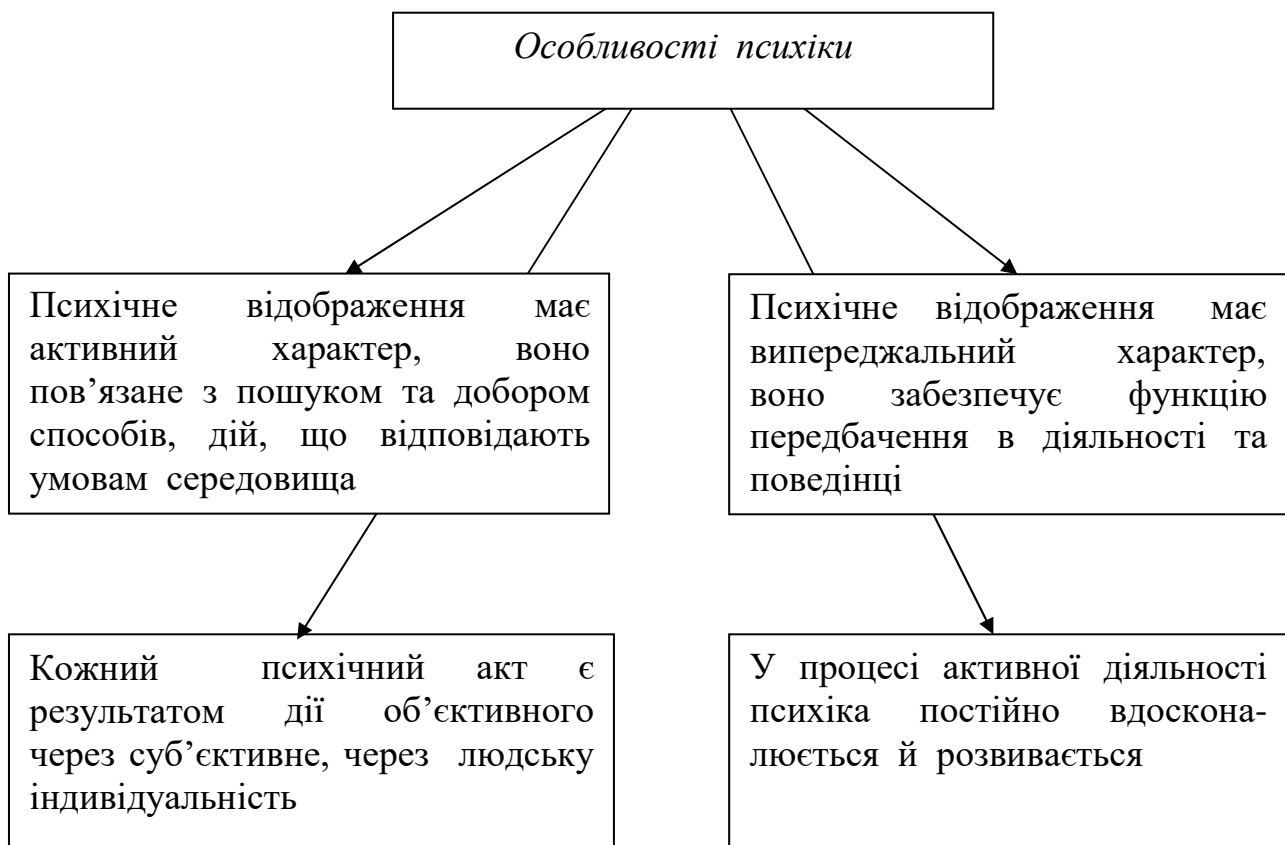 Особливості психіки
Психічне відображення має
активний характер, воно
пов’язане з пошуком та добором
способів, дій, що відповідають
умовам середовища
Психічне відображення має
випереджальний характер,
воно забезпечує функцію
передбачення в діяльності та
поведінці
Кожний психічний акт є
результатом дії об’єктивного
через суб’єктивне, через людську
індивідуальність
У процесі активної діяльності
психіка постійно вдоскона-
люється й розвивається